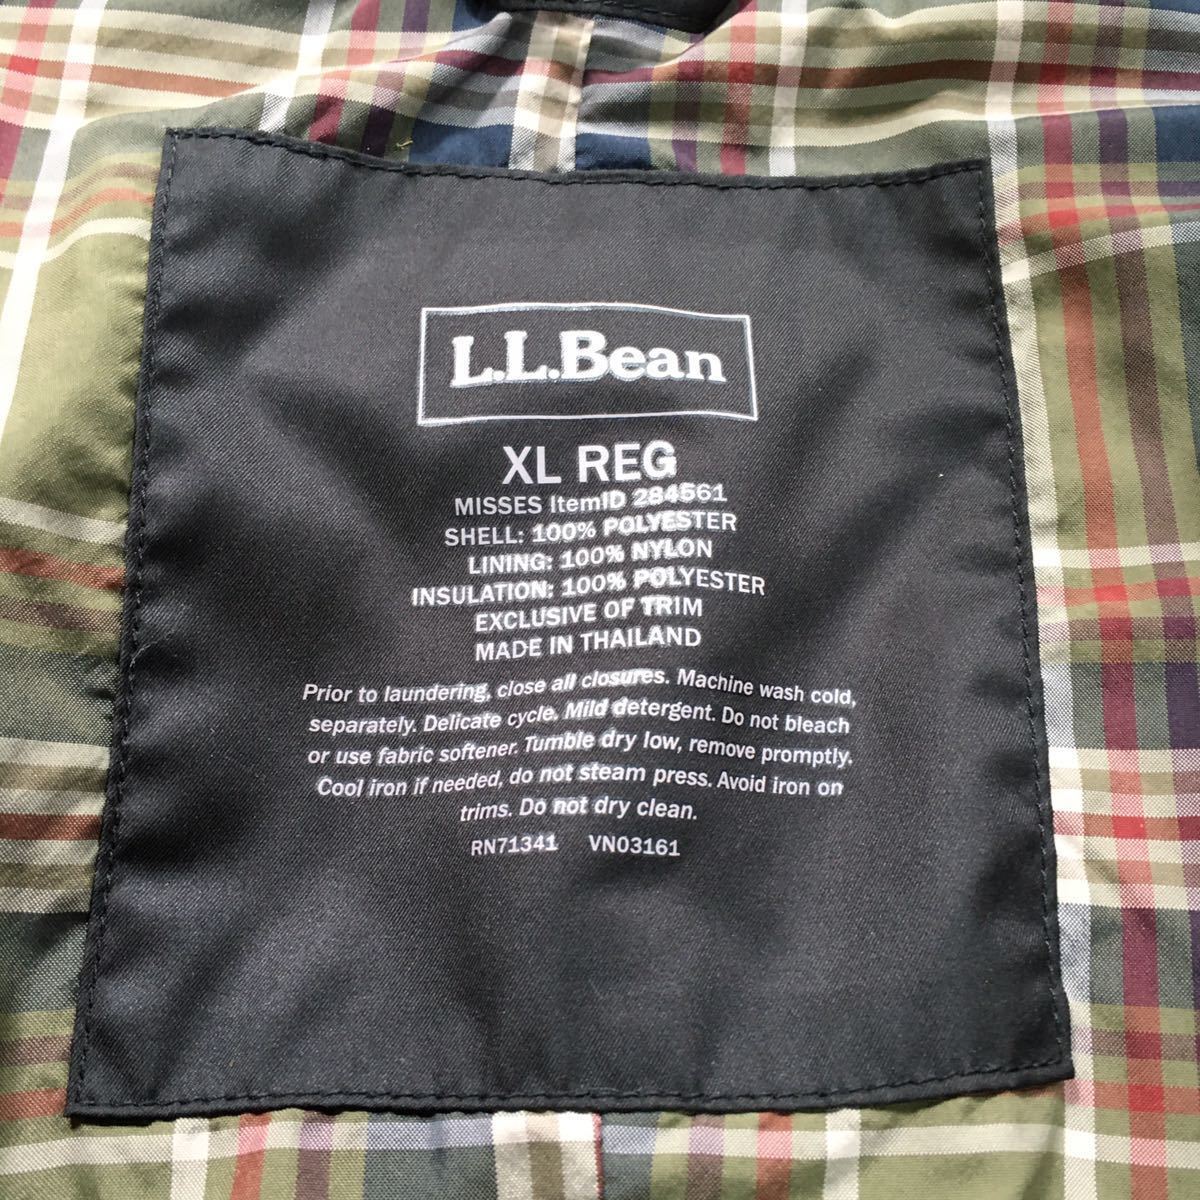 L.L.Bean
XL REG
MISSES ItemID 284561
SHELL: 100% POLYESTER
LINING: 100% NYLON
INSULATION: 100% POLYESTER
EXCLUSIVE OF TRIM
MADE IN THAILAND
Prior to laundering, close all closures. Machine wash cold,
separately. Delicate cycle. Mild detergent. Do not bleach
or use fabric softener. Tumble dry low, remove promptly.
Cool iron if needed, do not steam press. Avoid iron on
trims. Do not dry clean.
RN71341 VN03161